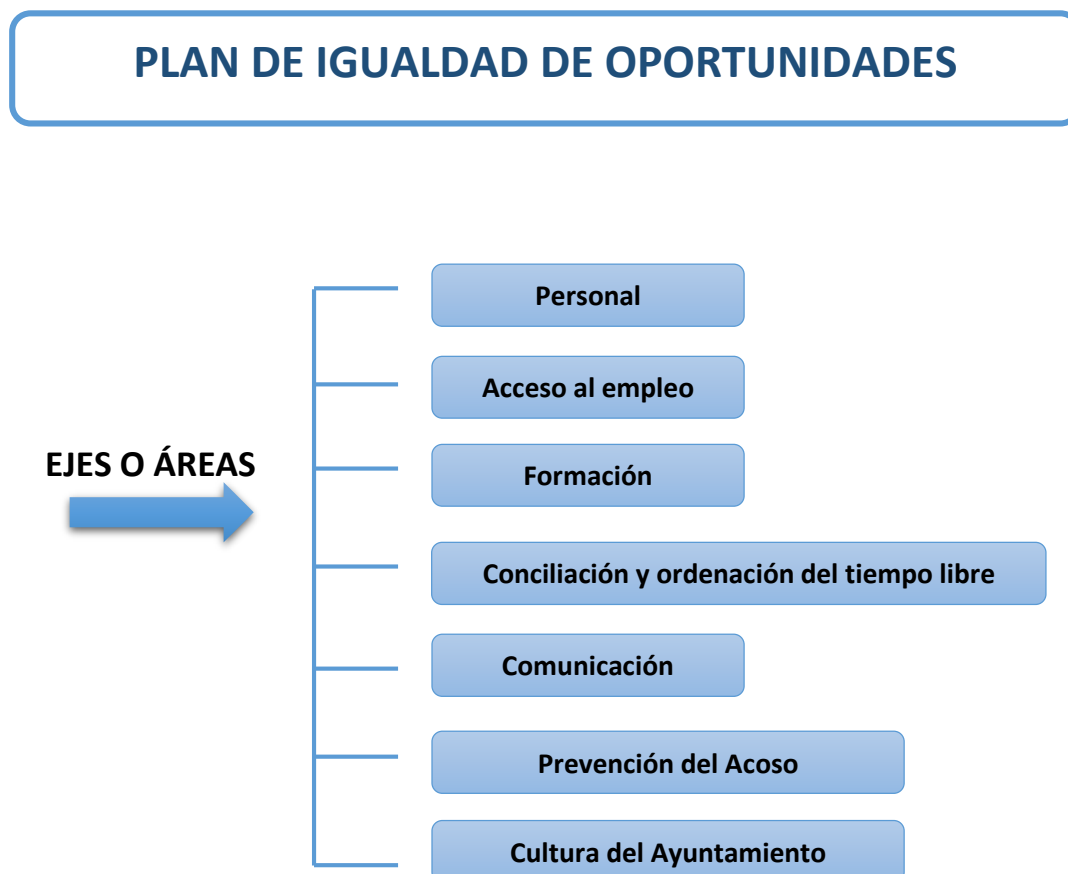 PLAN DE IGUALDAD DE OPORTUNIDADES
Personal
Acceso al empleo
EJES O ÁREAS
Formación
Conciliación y ordenación del tiempo libre
Comunicación
Prevención del Acoso
Cultura del Ayuntamiento